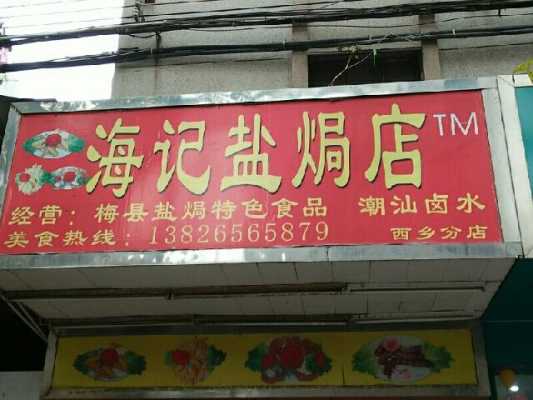 海记盐焗店TM
经营：梅县盐焗特色食品 潮汕卤水
美食热线：13826565879 西乡分店